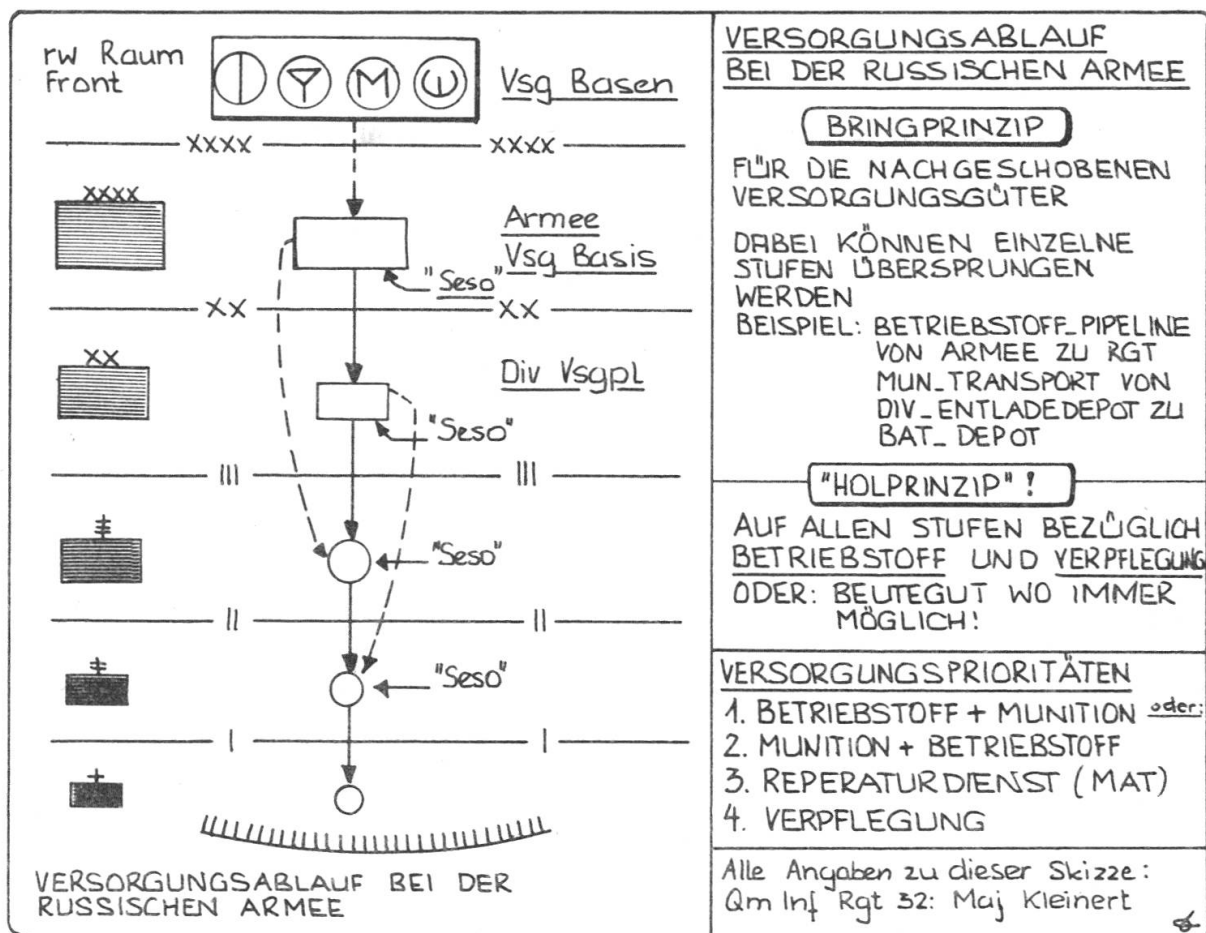 rw Raum
Front
M
Vsg Basen
XXXX
XXXX
XXXX
Armee
Vsg Basis
"Seso"
XX
XX
XX
Div Vsgpl
"Seso"
III
III
"Seso"
II
II
"Seso"
I
I
VERSORGUNGSABLAUF BEI DER
RUSSISCHEN ARMEE
VERSORGUNGSABLAUF
BEI DER RUSSISCHEN ARMEE
BRINGPRINZIP
FÜR DIE NACHGESCHOBENEN
VERSORGUNGSGÜTER
DABEI KÖNNEN EINZELNE
STUFEN ÜBERSPRUNGEN
WERDEN
BEISPIEL: BETRIEBSTOFF_PIPELINE
VON ARMEE ZU RGT
MUN_TRANSPORT VON
DIV_ENTLADEDEPOT ZU
BAT_DEPOT
"HOLPRINZIP"!
AUF ALLEN STUFEN BEZÜGLICH
BETRIEBSTOFF UND VERPFLEGUNG
ODER: BEUTEGUT WO IMMER
MÖGLICH!
VERSORGUNGSPRIORITÄTEN
1. BETRIEBSTOFF + MUNITION oder:
2. MUNITION + BETRIEBSTOFF
3. REPERATURDIENST (MAT)
4. VERPFLEGUNG
Alle Angaben zu dieser Skizze:
Qm Inf Rgt 32: Maj Kleinert